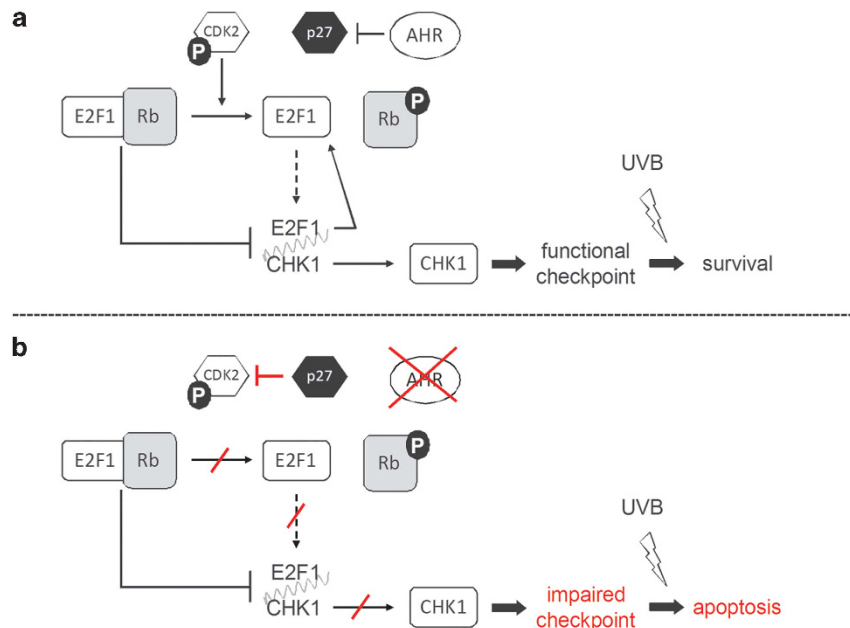 a
CDK2
P
p27
AHR
E2F1
Rb
E2F1
Rb
P
UVB
E2F1
CHK1
CHK1
functional
checkpoint
survival
b
CDK2
P
p27
AHR
E2F1
Rb
E2F1
Rb
P
UVB
E2F1
CHK1
CHK1
impaired
checkpoint
apoptosis